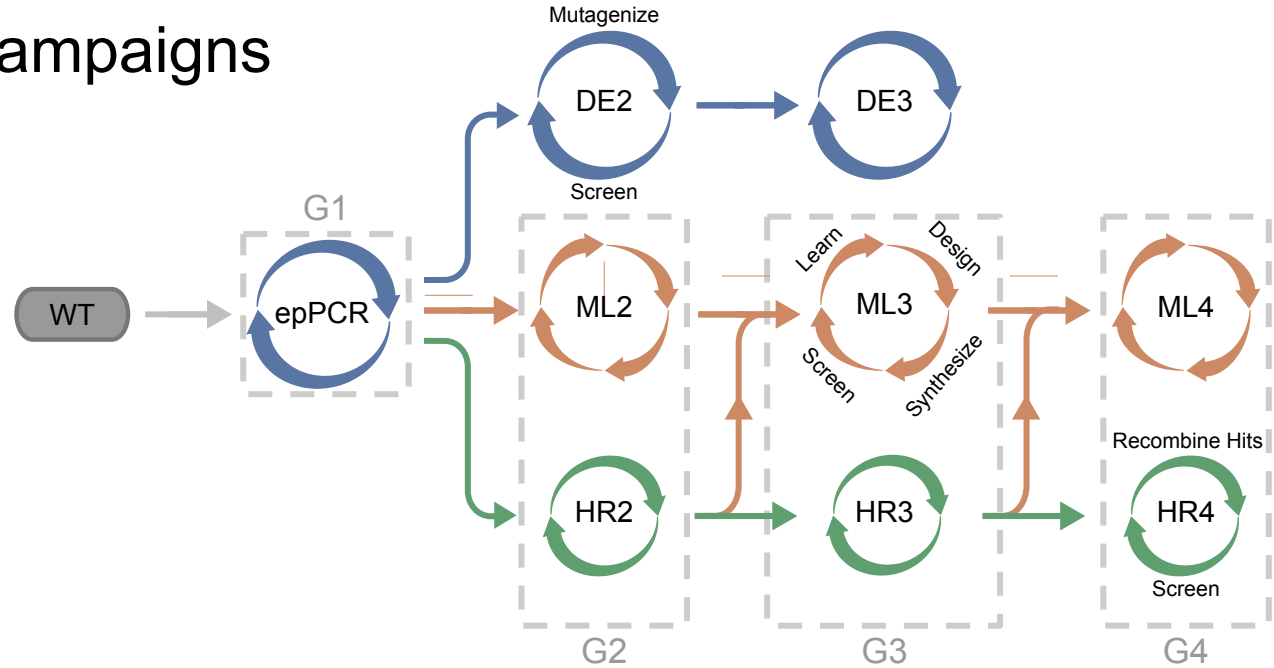 ampaigns
Mutagenize
DE2
DE3
Screen
G1
WT
epPCR
ML2
Learn
Design
ML3
Screen
Synthesize
ML4
HR2
HR3
Recombine Hits
HR4
Screen
G2
G3
G4